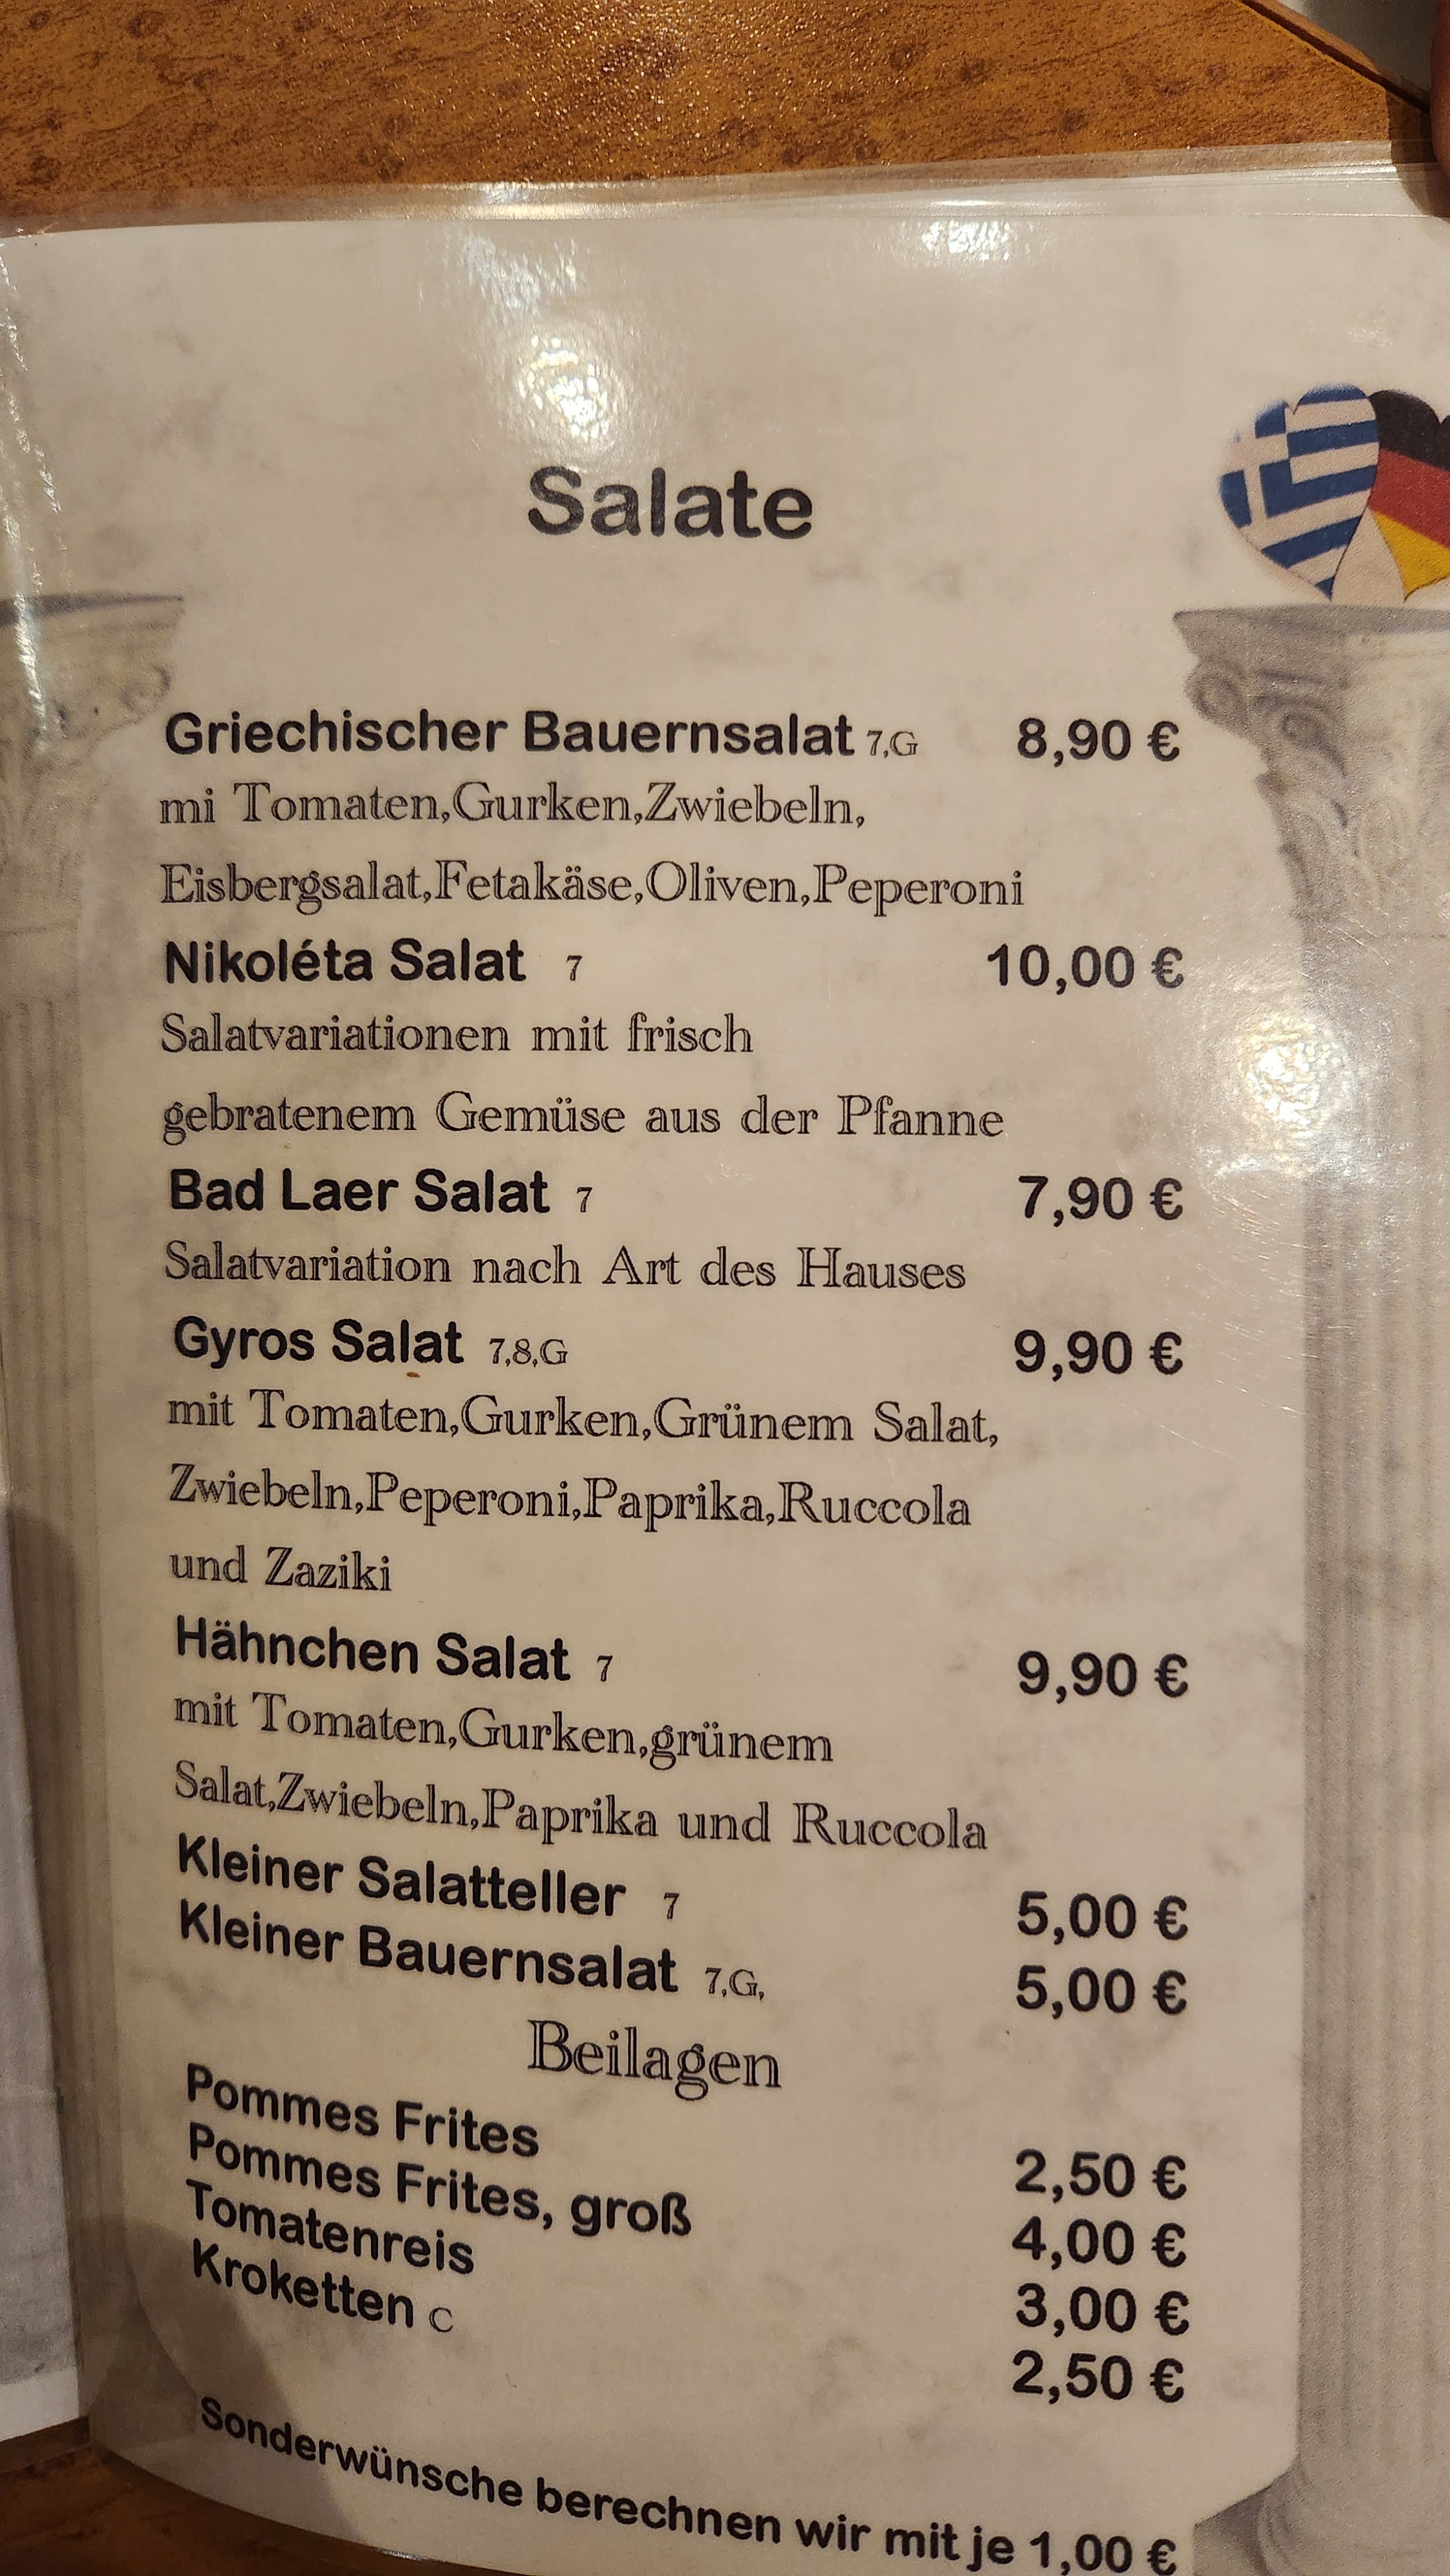 Salate
Griechischer Bauernsalat 7,G 8,90 €
mi Tomaten,Gurken,Zwiebeln,
Eisbergsalat,Fetakäse,Oliven,Peperoni
Nikoléta Salat 7 10,00 €
Salatvariationen mit frisch
gebratenem Gemüse aus der Pfanne
Bad Laer Salat 7 7,90 €
Salatvariation nach Art des Hauses
Gyros Salat 7,8,G 9,90 €
mit Tomaten,Gurken,Grünem Salat,
Zwiebeln,Peperoni,Paprika,Ruccola
und Zaziki
Hähnchen Salat 7 9,90 €
mit Tomaten,Gurken,grünem
Salat,Zwiebeln,Paprika und Ruccola
Kleiner Salatteller 7 5,00 €
Kleiner Bauernsalat 7,G, 5,00 €
Beilagen
Pommes Frites 2,50 €
Pommes Frites, groß 4,00 €
Tomatenreis 3,00 €
Kroketten C 2,50 €
Sonderwünsche berechnen wir mit je 1,00 €